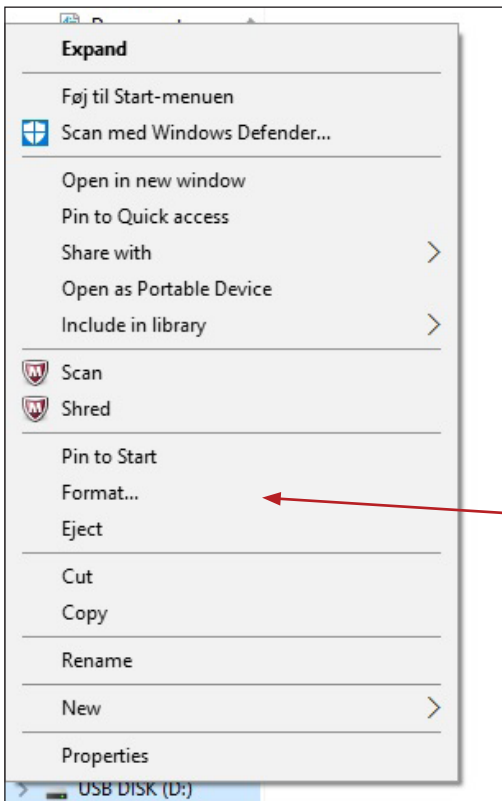 Expand
Føj til Start-menuen
Scan med Windows Defender...
Open in new window
Pin to Quick access
Share with
Open as Portable Device
Include in library
Scan
Shred
Pin to Start
Format...
Eject
Cut
Copy
Rename
New
Properties
USB DISK (D:)